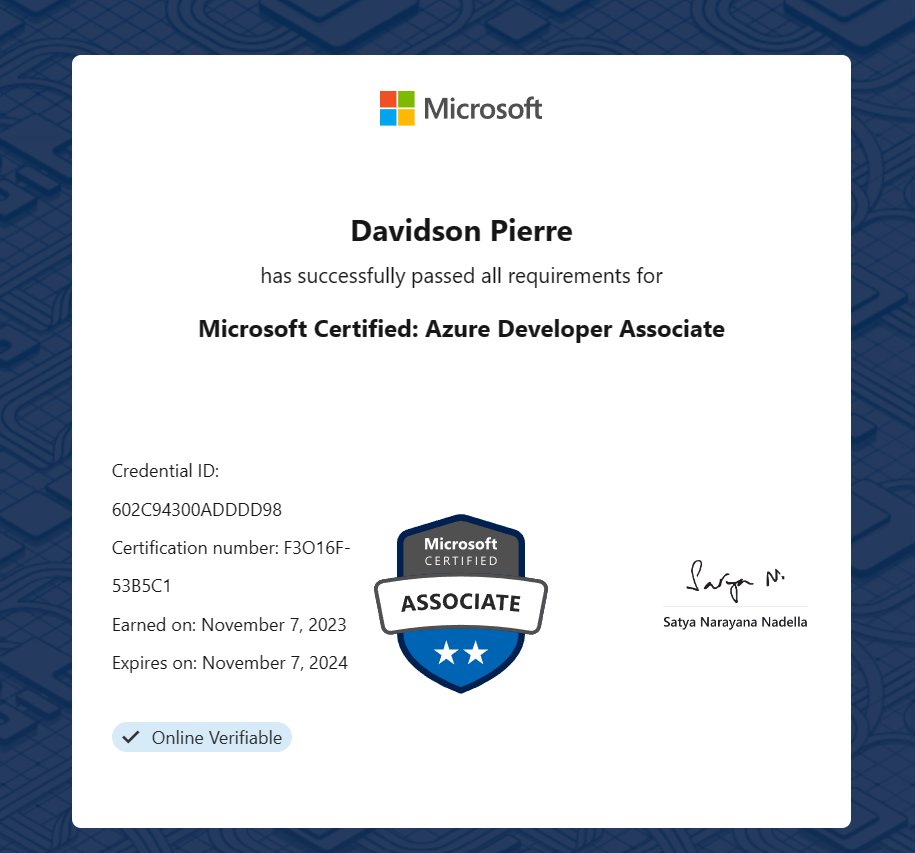 Microsoft
Davidson Pierre
has successfully passed all requirements for
Microsoft Certified: Azure Developer Associate
Credential ID:
602C94300ADDDD98
Certification number: F3O16F-
53B5C1
Earned on: November 7, 2023
Expires on: November 7, 2024
Microsoft
CERTIFIED
ASSOCIATE
Satya N.
Satya Narayana Nadella
Online Verifiable